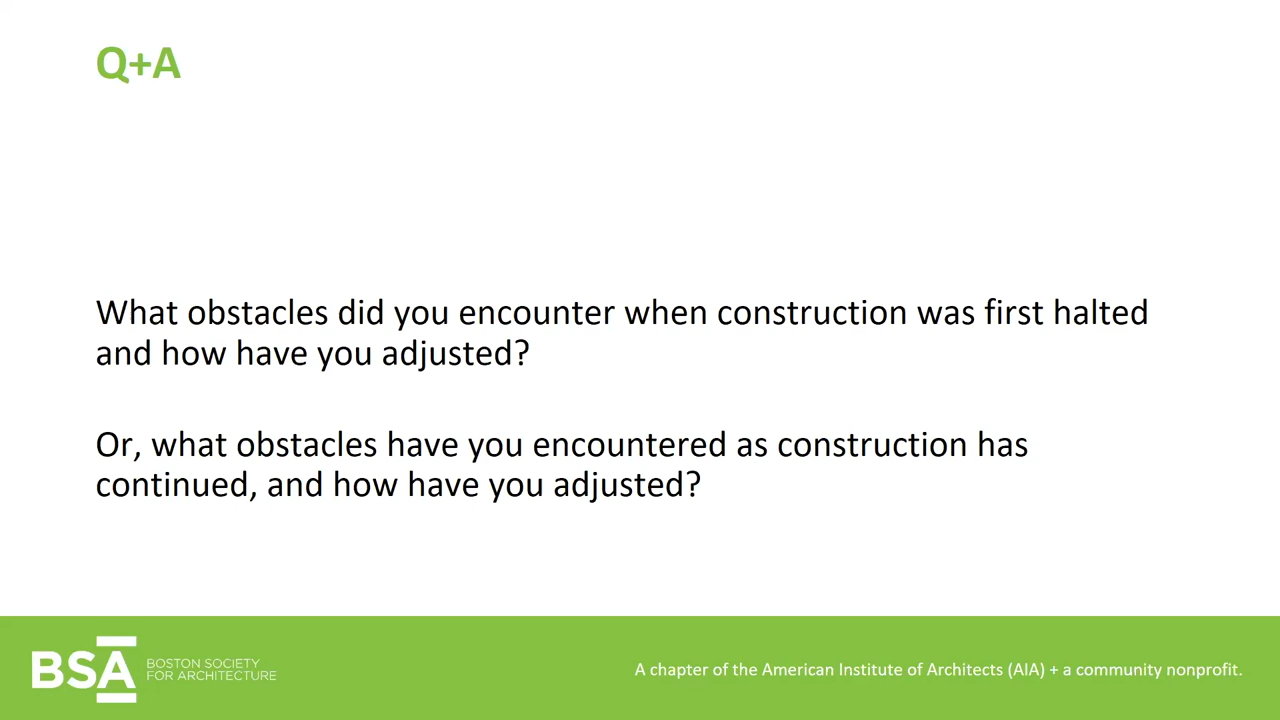 Q+A
What obstacles did you encounter when construction was first halted
and how have you adjusted?
Or, what obstacles have you encountered as construction has
continued, and how have you adjusted?
BSA
BOSTON SOCIETY
FOR ARCHITECTURE
A chapter of the American Institute of Architects (AIA) + a community nonprofit.